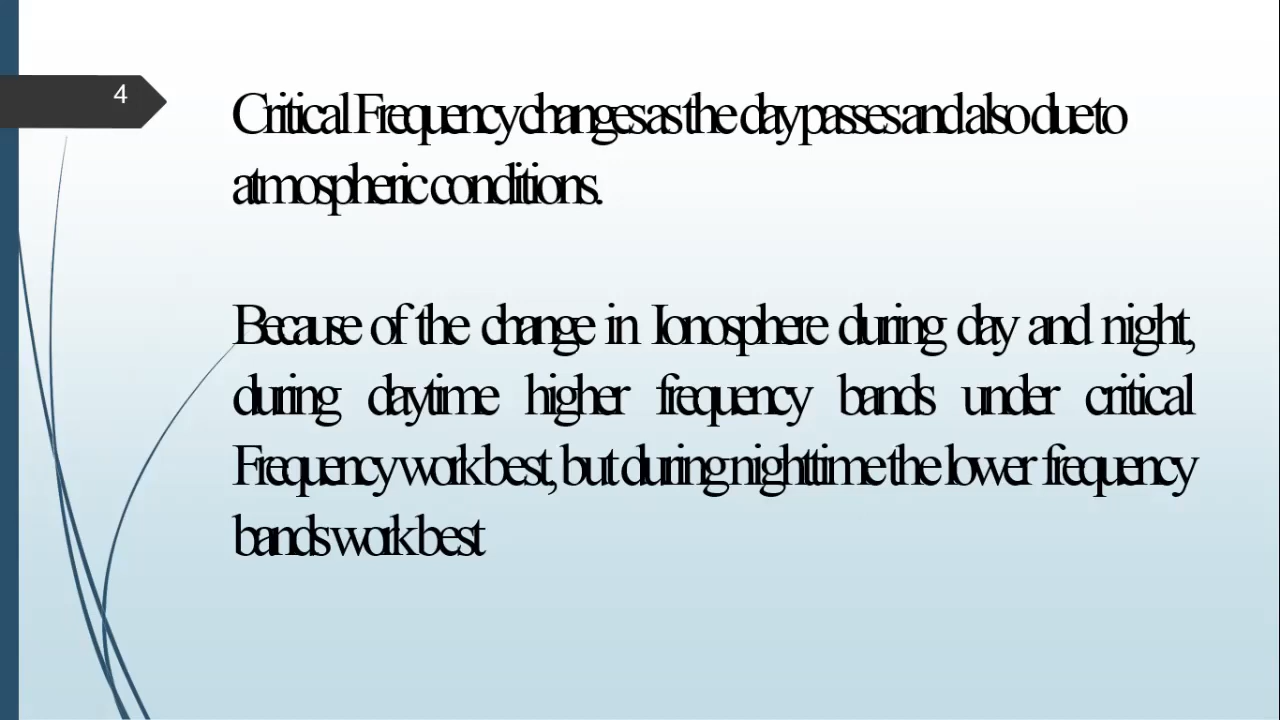 4
Critical Frequency changes as the day passes and also due to
atmospheric conditions.
Because of the change in Ionosphere during day and night,
during daytime higher frequency bands under critical
Frequency work best, but during nighttime the lower frequency
bands work best